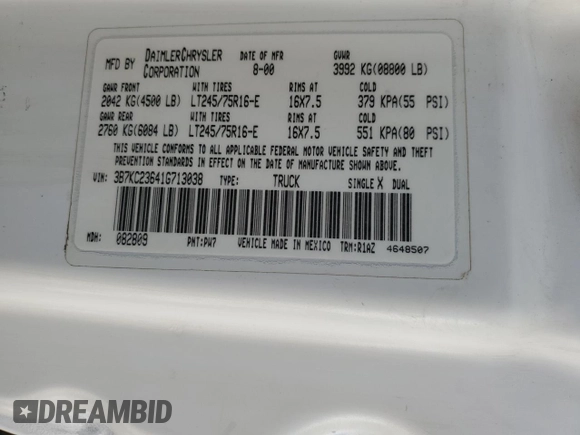 MFD BY DAIMLERCHRYSLER CORPORATION DATE OF MFR 8-00 GVWR 3992 KG(08800 LB)
GAWR FRONT WITH TIRES RIMS AT COLD
2042 KG(4500 LB) LT245/75R16-E 16X7.5 379 KPA(55 PSI)
GAWR REAR WITH TIRES RIMS AT COLD
2760 KG(6084 LB) LT245/75R16-E 16X7.5 551 KPA(80 PSI)
THIS VEHICLE CONFORMS TO ALL APPLICABLE FEDERAL MOTOR VEHICLE SAFETY AND THEFT
PREVENTION STANDARDS IN EFFECT ON THE DATE OF MANUFACTURE SHOWN ABOVE.
VIN: 3B7KC23641G713038 TYPE: TRUCK SINGLE X DUAL
MDH: 082809 PNT:PW7 VEHICLE MADE IN MEXICO TRM:R1AZ 4648507
DREAMBID